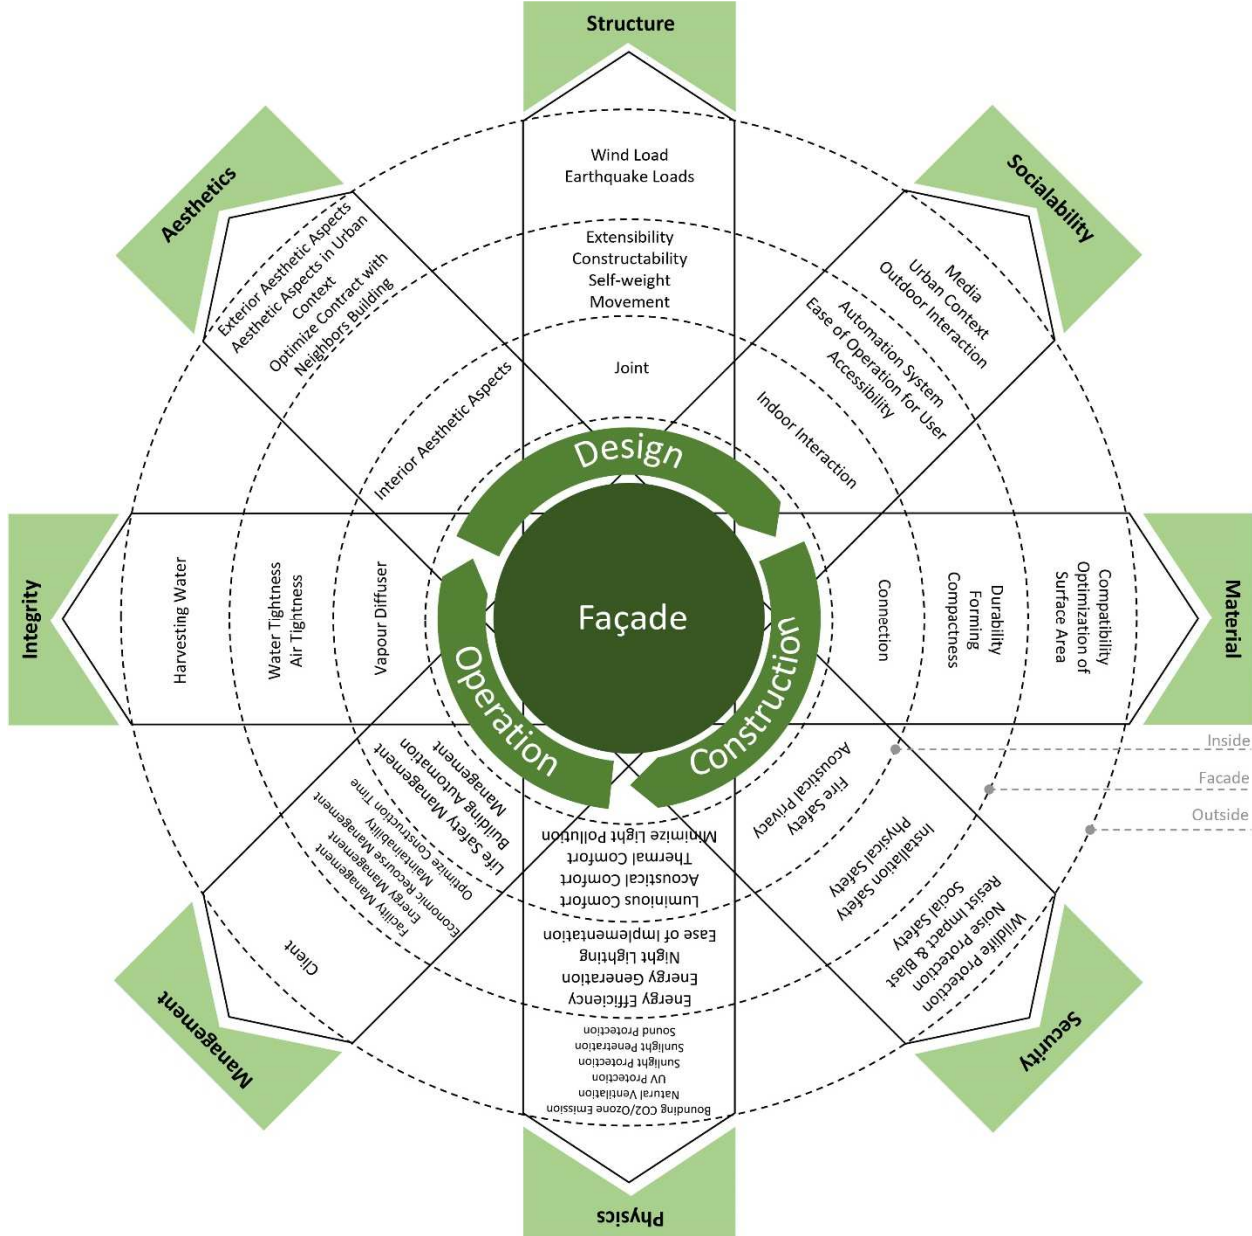 Structure
Wind Load
Earthquake Loads
Extensibility
Constructability
Self-weight
Movement
Joint
Socialability
Media
Urban Context
Outdoor Interaction
Automation System
Ease of Operation for User
Accessibility
Indoor Interaction
Material
Compatibility
Optimization of
Surface Area
Durability
Forming
Compactness
Connection
Inside
Facade
Outside
Security
Wildlife Protection
Noise Protection
Resist Impact & Blast
Social Safety
Installation Safety
Physical Safety
Fire Safety
Acoustical Privacy
Physics
Bounding CO2/Ozone Emission
Natural Ventilation
UV Protection
Sunlight Protection
Sunlight Penetration
Sound Protection
Energy Efficiency
Energy Generation
Night Lighting
Ease of Implementation
Luminious Comfort
Acoustical Comfort
Thermal Comfort
Minimize Light Pollution
Management
Client
Facility Management
Energy Management
Economic Recourse Management
Maintainability
Optimize Construction Time
Life Safety Management
Building Automation
Management
Integrity
Harvesting Water
Water Tightness
Air Tightness
Vapour Diffuser
Aesthetics
Exterior Aesthetic Aspects
Aesthetic Aspects in Urban
Context
Optimize Contract with
Neighbors Building
Interior Aesthetic Aspects
Design
Construction
Operation
Façade